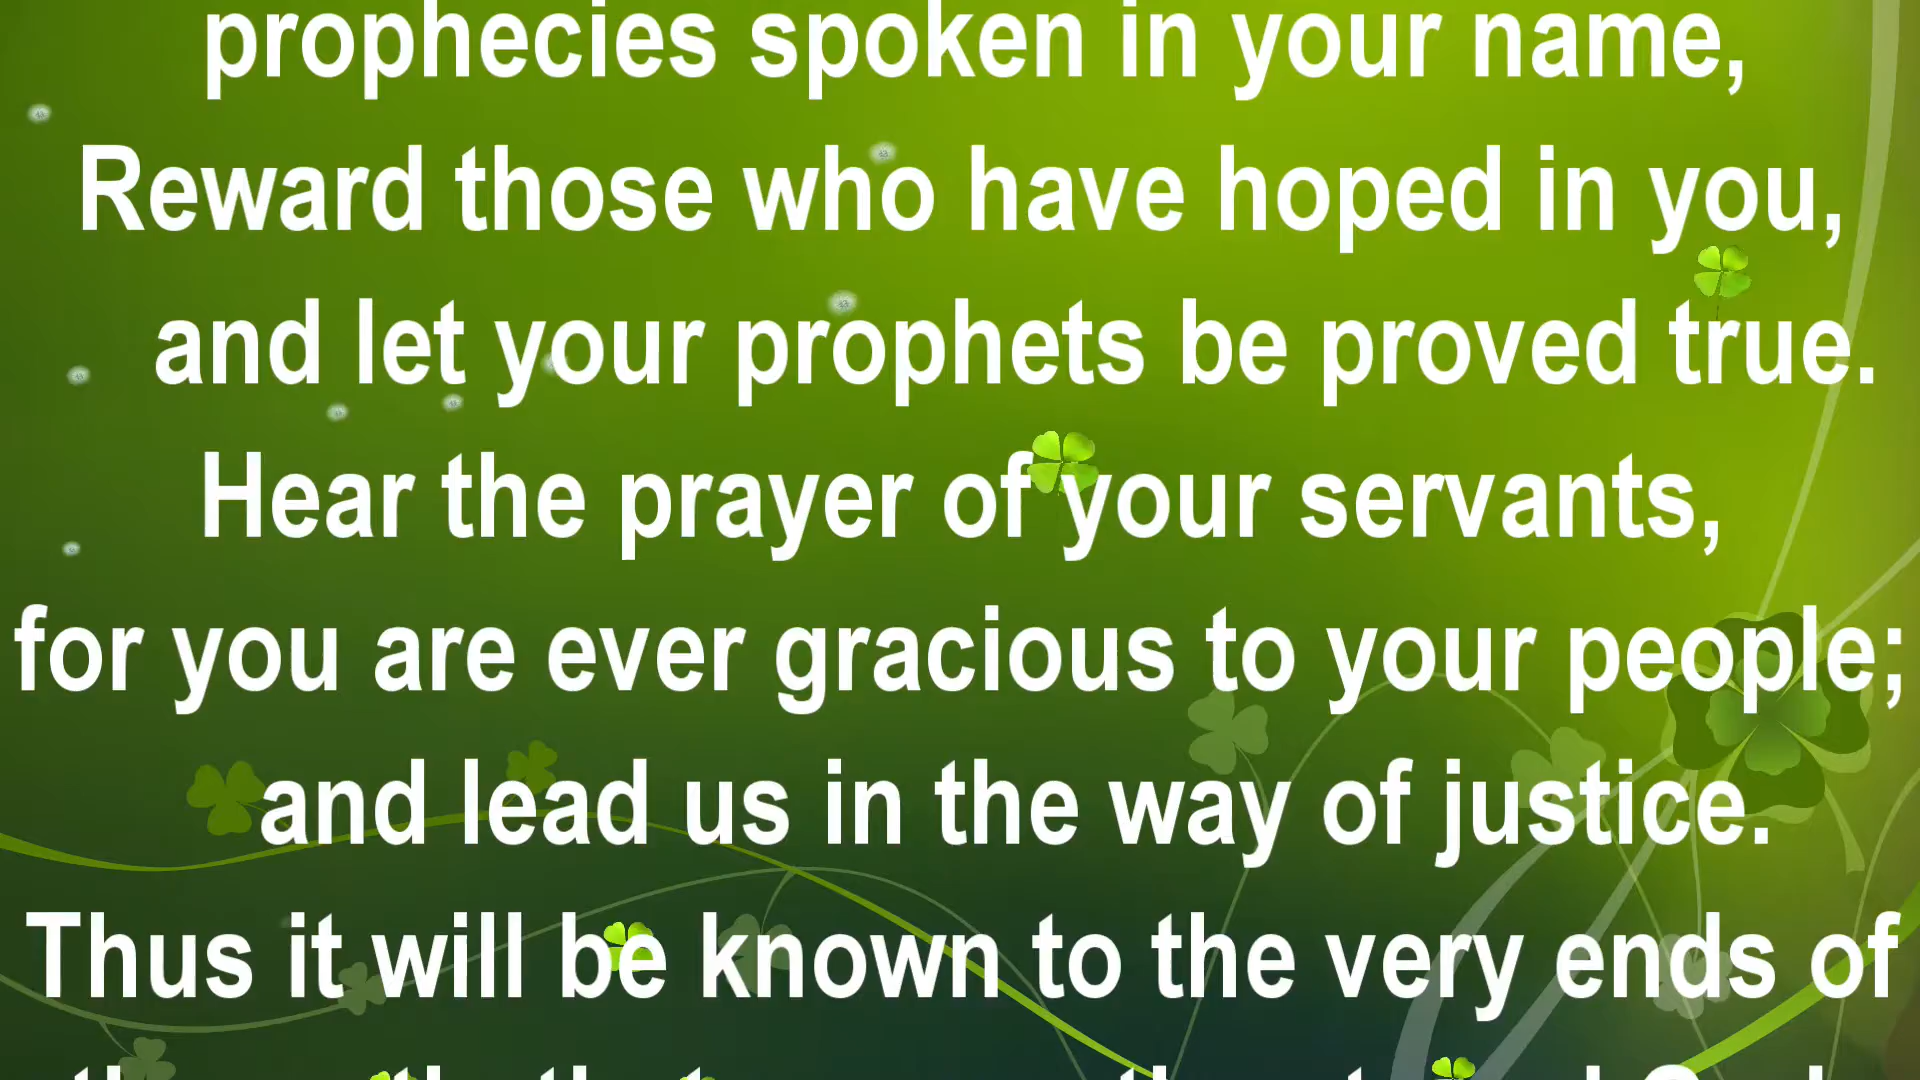 prophecies spoken in your name,
Reward those who have hoped in you,
and let your prophets be proved true.
Hear the prayer of your servants,
for you are ever gracious to your people;
and lead us in the way of justice.
Thus it will be known to the very ends of